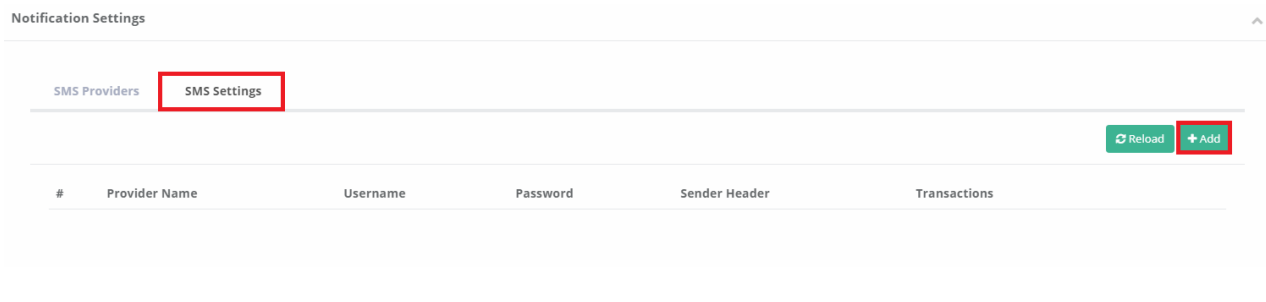 Notification Settings
SMS Providers SMS Settings
Reload + Add
# Provider Name Username Password Sender Header Transactions